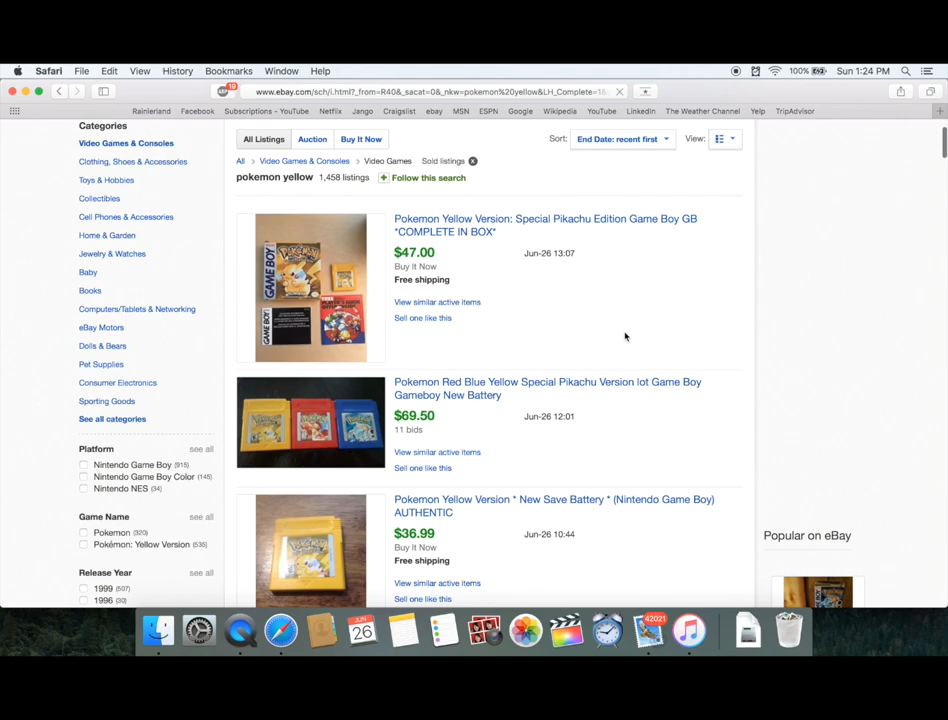 Safari File Edit View History Bookmarks Window Help
100% Sun 1:24 PM
19
www.ebay.com/sch/i.html?_from=R40&_sacat=0&_nkw=pokemon%20yellow&LH_Complete=1&
Rainierland Facebook Subscriptions - YouTube Netflix Jango Craigslist ebay MSN ESPN Google Wikipedia YouTube LinkedIn The Weather Channel Yelp TripAdvisor
Categories
Video Games & Consoles
Clothing, Shoes & Accessories
Toys & Hobbies
Collectibles
Cell Phones & Accessories
Home & Garden
Jewelry & Watches
Baby
Books
Computers/Tablets & Networking
eBay Motors
Dolls & Bears
Pet Supplies
Consumer Electronics
Sporting Goods
See all categories
Platform see all
Nintendo Game Boy (915)
Nintendo Game Boy Color (145)
Nintendo NES (34)
Game Name see all
Pokemon (320)
Pokémon: Yellow Version (535)
Release Year see all
1999 (507)
1996 (30)
All Listings Auction Buy It Now
Sort: End Date: recent first View:
All > Video Games & Consoles > Video Games Sold listings
pokemon yellow 1,458 listings + Follow this search
Pokemon Yellow Version: Special Pikachu Edition Game Boy GB
*COMPLETE IN BOX*
$47.00 Jun-26 13:07
Buy It Now
Free shipping
View similar active items
Sell one like this
GAME BOY
Pokemon Red Blue Yellow Special Pikachu Version lot Game Boy
Gameboy New Battery
$69.50 Jun-26 12:01
11 bids
View similar active items
Sell one like this
Pokemon Yellow Version * New Save Battery * (Nintendo Game Boy)
AUTHENTIC
$36.99 Jun-26 10:44
Buy It Now
Free shipping
View similar active items
Sell one like this
Popular on eBay
JUN
26
42021